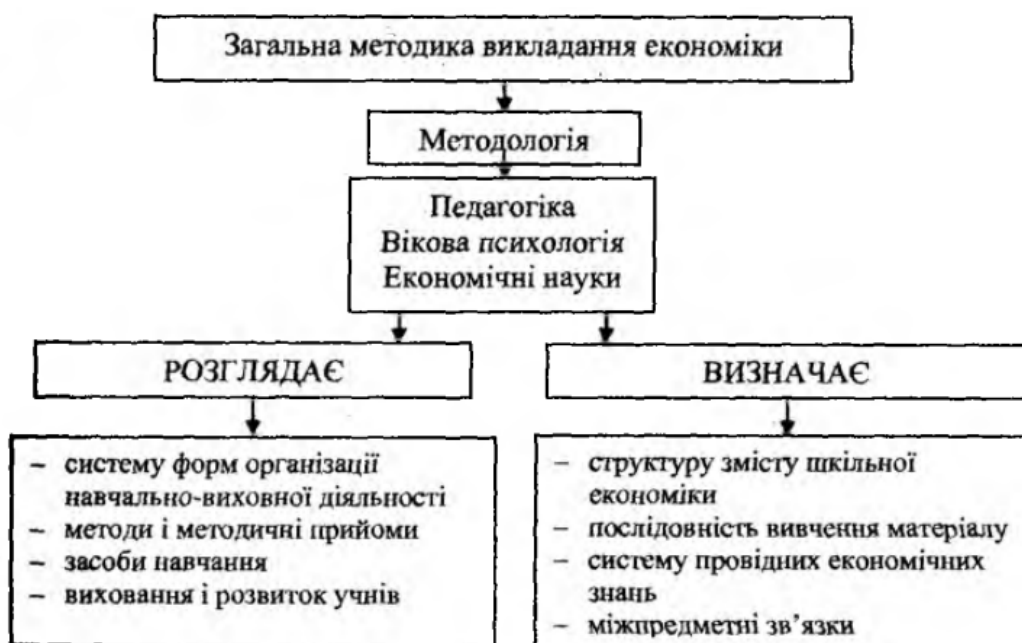 Загальна методика викладання економіки
Методологія
Педагогіка
Вікова психологія
Економічні науки
РОЗГЛЯДАЄ
– систему форм організації
навчально-виховної діяльності
– методи і методичні прийоми
– засоби навчання
– виховання і розвиток учнів
ВИЗНАЧАЄ
– структуру змісту шкільної
економіки
– послідовність вивчення матеріалу
– систему провідних економічних
знань
– міжпредметні зв’язки